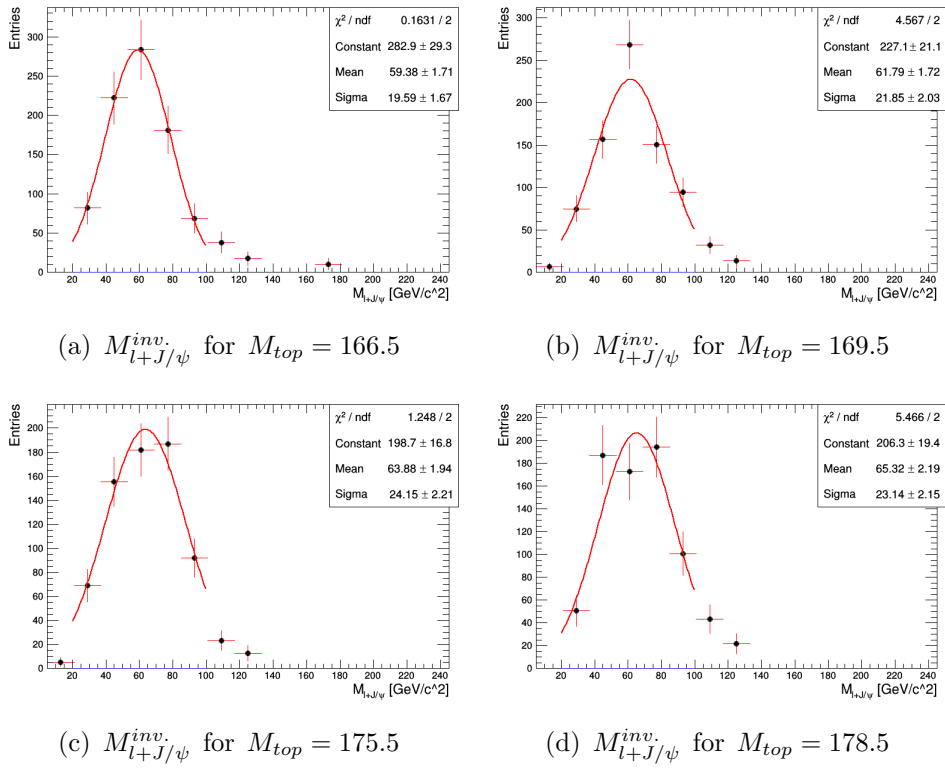 Entries
300
250
200
150
100
50
0
20 40 60 80 100 120 140 160 180 200 220 240
M_{l+J/ψ} [GeV/c^2]
χ² / ndf 0.1631 / 2
Constant 282.9 ± 29.3
Mean 59.38 ± 1.71
Sigma 19.59 ± 1.67
(a) M^{inv.}_{l+J/ψ} for M_{top} = 166.5
Entries
300
250
200
150
100
50
0
20 40 60 80 100 120 140 160 180 200 220 240
M_{l+J/ψ} [GeV/c^2]
χ² / ndf 4.567 / 2
Constant 227.1 ± 21.1
Mean 61.79 ± 1.72
Sigma 21.85 ± 2.03
(b) M^{inv.}_{l+J/ψ} for M_{top} = 169.5
Entries
200
180
160
140
120
100
80
60
40
20
0
20 40 60 80 100 120 140 160 180 200 220 240
M_{l+J/ψ} [GeV/c^2]
χ² / ndf 1.248 / 2
Constant 198.7 ± 16.8
Mean 63.88 ± 1.94
Sigma 24.15 ± 2.21
(c) M^{inv.}_{l+J/ψ} for M_{top} = 175.5
Entries
220
200
180
160
140
120
100
80
60
40
20
0
20 40 60 80 100 120 140 160 180 200 220 240
M_{l+J/ψ} [GeV/c^2]
χ² / ndf 5.466 / 2
Constant 206.3 ± 19.4
Mean 65.32 ± 2.19
Sigma 23.14 ± 2.15
(d) M^{inv.}_{l+J/ψ} for M_{top} = 178.5